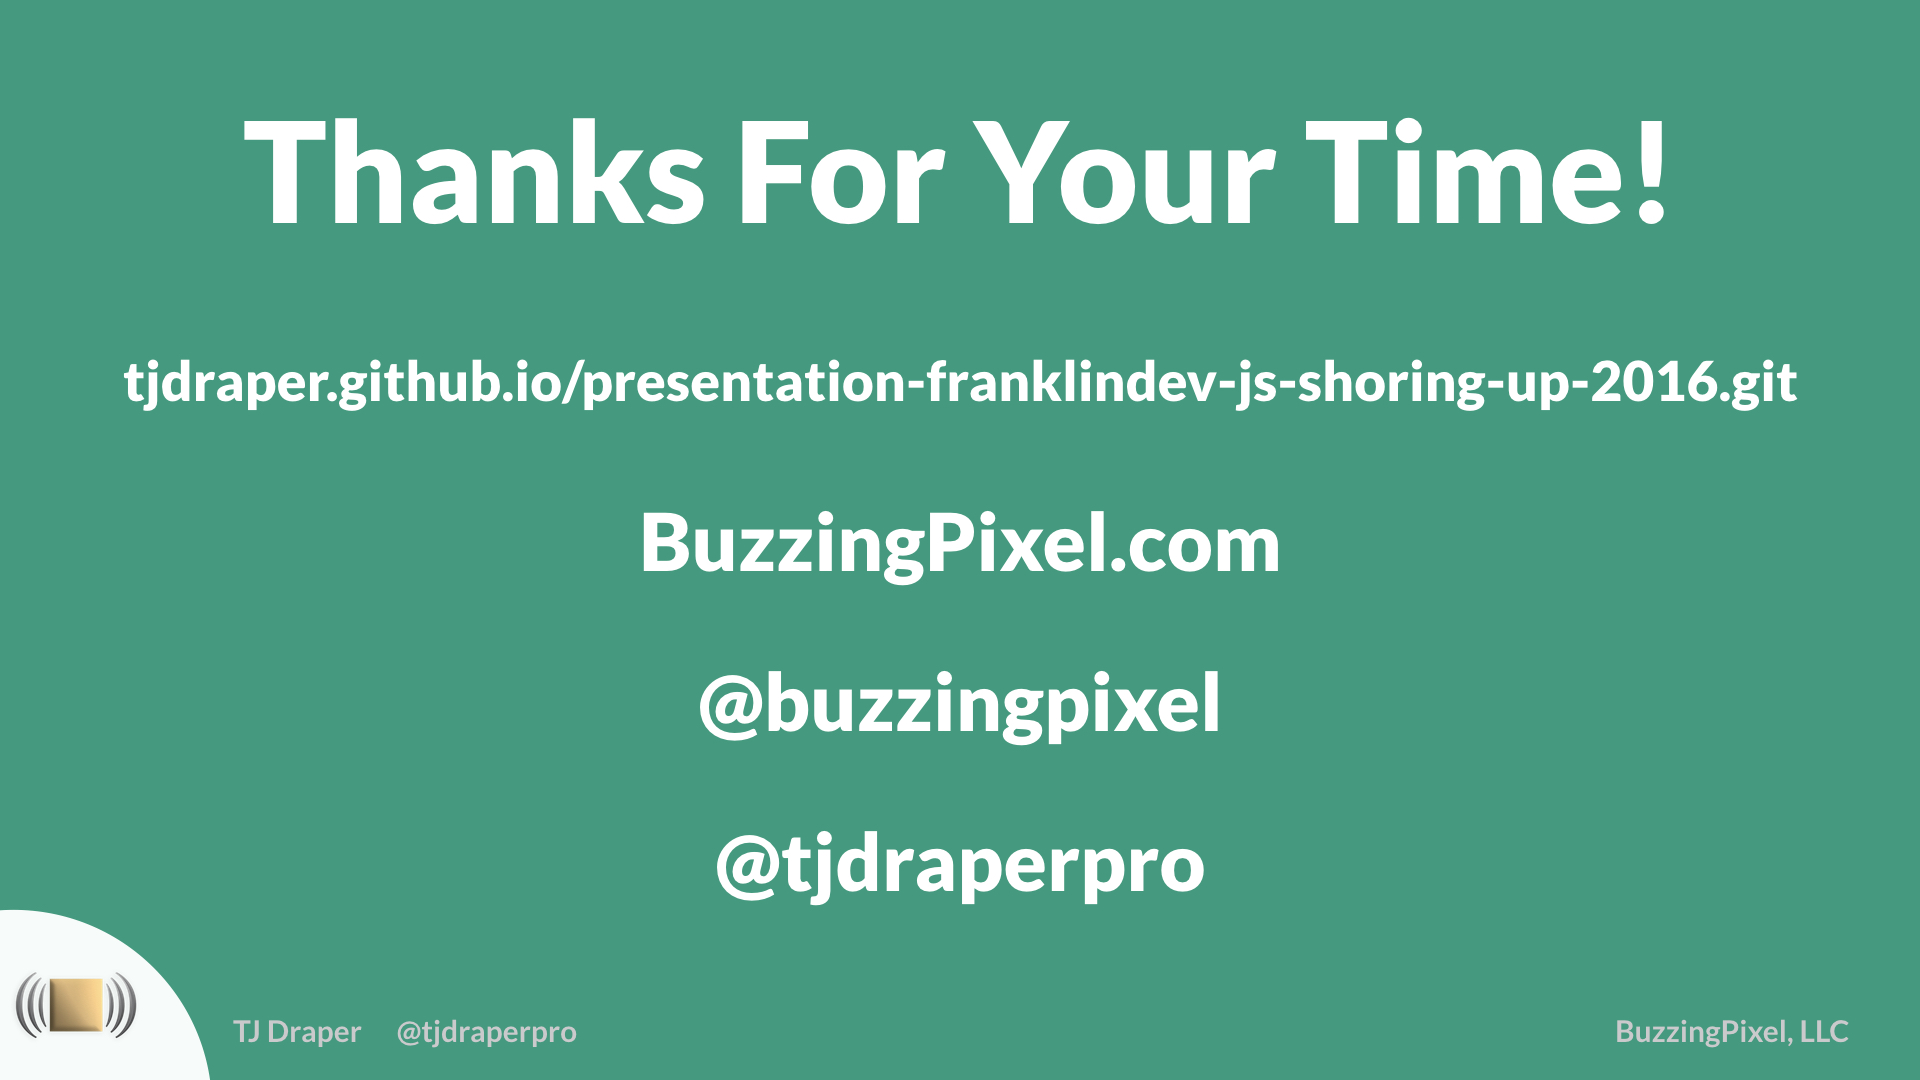 Thanks For Your Time!
tjdraper.github.io/presentation-franklindev-js-shoring-up-2016.git
BuzzingPixel.com
@buzzingpixel
@tjdraperpro
TJ Draper @tjdraperpro
BuzzingPixel, LLC